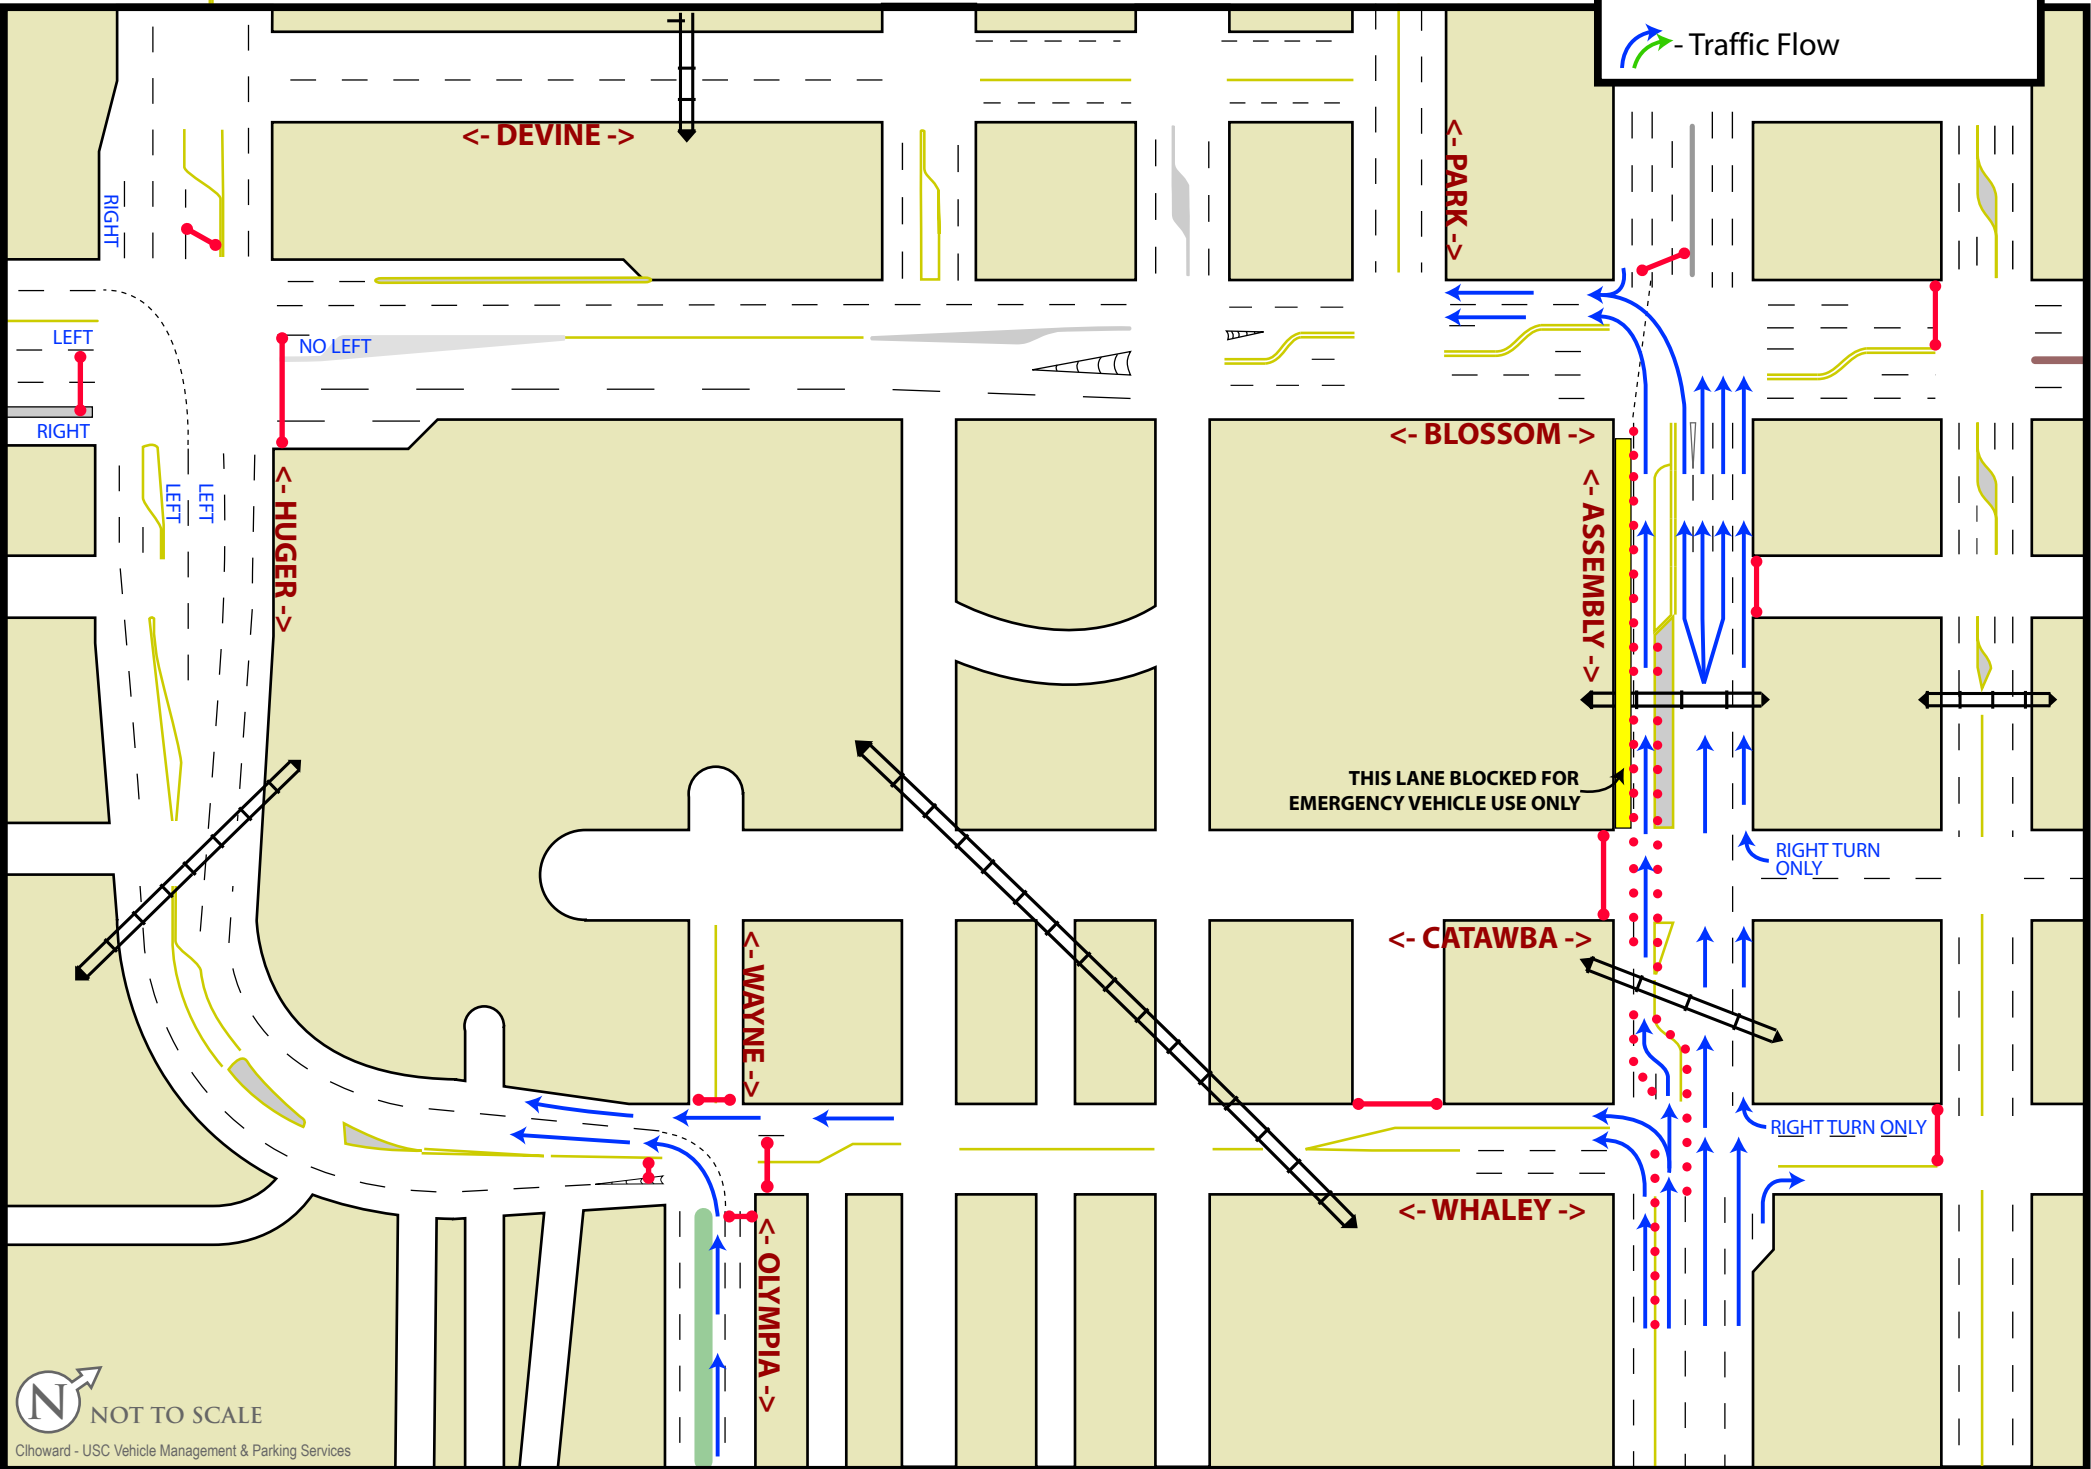 - Traffic Flow
<- DEVINE ->
<- PARK ->
RIGHT
LEFT
NO LEFT
RIGHT
<- BLOSSOM ->
LEFT
LEFT
<- HUGER ->
<- ASSEMBLY ->
THIS LANE BLOCKED FOR
EMERGENCY VEHICLE USE ONLY
RIGHT TURN
ONLY
<- WAYNE ->
<- CATAWBA ->
RIGHT TURN ONLY
<- WHALEY ->
<- OLYMPIA ->
N
NOT TO SCALE
Clhoward - USC Vehicle Management & Parking Services